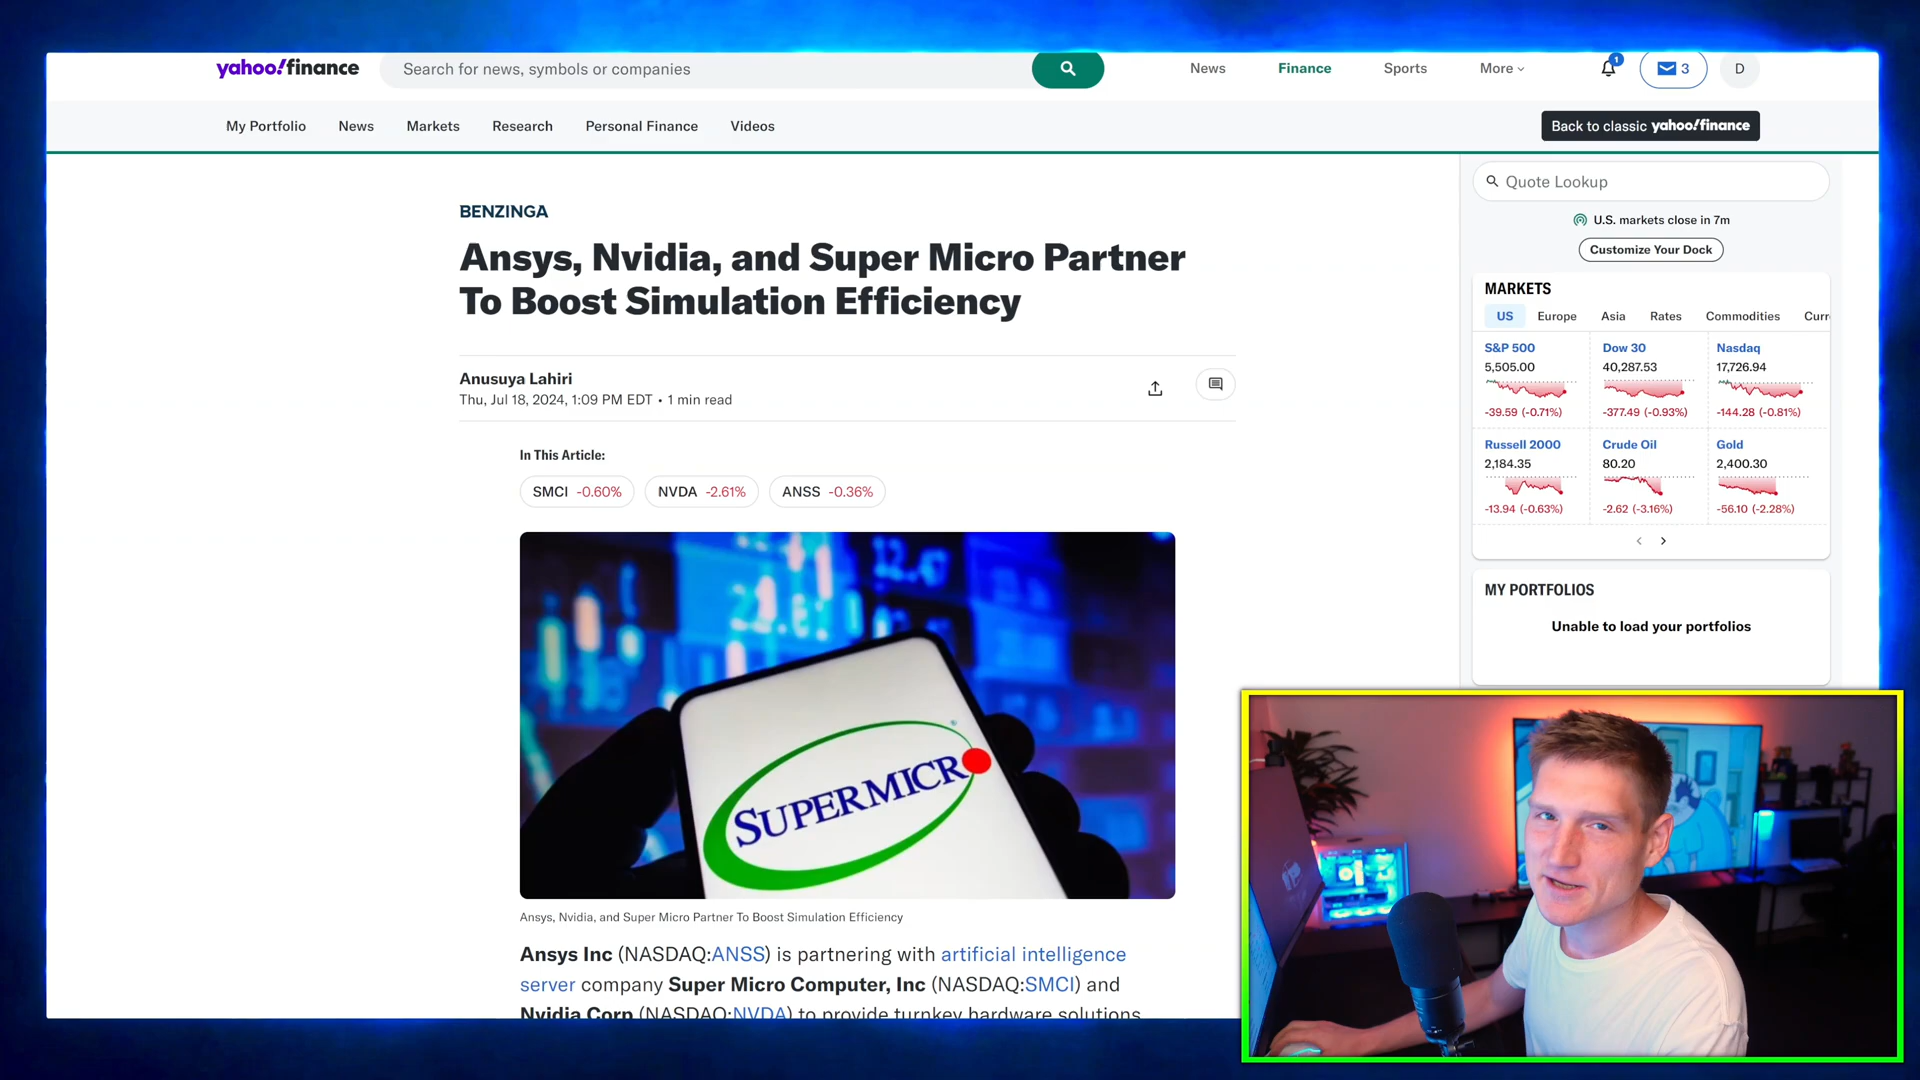 yahoo!finance
Search for news, symbols or companies
News
Finance
Sports
More
1
3
D
My Portfolio
News
Markets
Research
Personal Finance
Videos
Back to classic yahoo!finance
BENZINGA
Ansys, Nvidia, and Super Micro Partner
To Boost Simulation Efficiency
Anusuya Lahiri
Thu, Jul 18, 2024, 1:09 PM EDT • 1 min read
In This Article:
SMCI -0.60%
NVDA -2.61%
ANSS -0.36%
SUPERMICR
Ansys, Nvidia, and Super Micro Partner To Boost Simulation Efficiency
Ansys Inc (NASDAQ:ANSS) is partnering with artificial intelligence
server company Super Micro Computer, Inc (NASDAQ:SMCI) and
Nvidia Corp (NASDAQ:NVDA) to provide turnkey hardware solutions
Quote Lookup
U.S. markets close in 7m
Customize Your Dock
MARKETS
US Europe Asia Rates Commodities Curr
S&P 500 Dow 30 Nasdaq
5,505.00 40,287.53 17,726.94
-39.59 (-0.71%) -377.49 (-0.93%) -144.28 (-0.81%)
Russell 2000 Crude Oil Gold
2,184.35 80.20 2,400.30
-13.94 (-0.63%) -2.62 (-3.16%) -56.10 (-2.28%)
MY PORTFOLIOS
Unable to load your portfolios